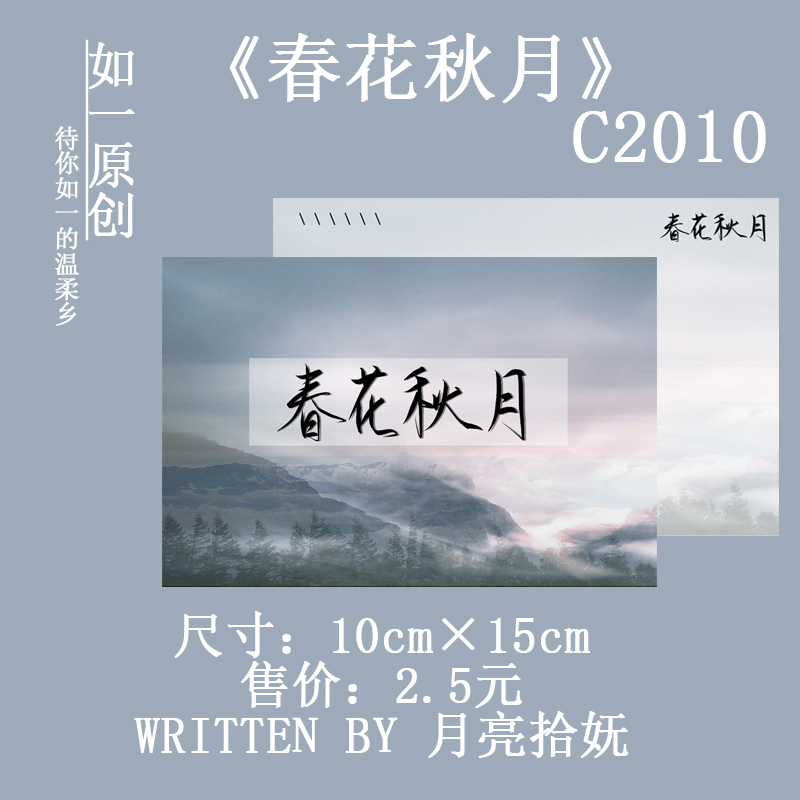 《春花秋月》
C2010
如一原创
待你如一的温柔乡
春花秋月
春花秋月
尺寸：10cm×15cm
售价：2.5元
WRITTEN BY 月亮拾妩